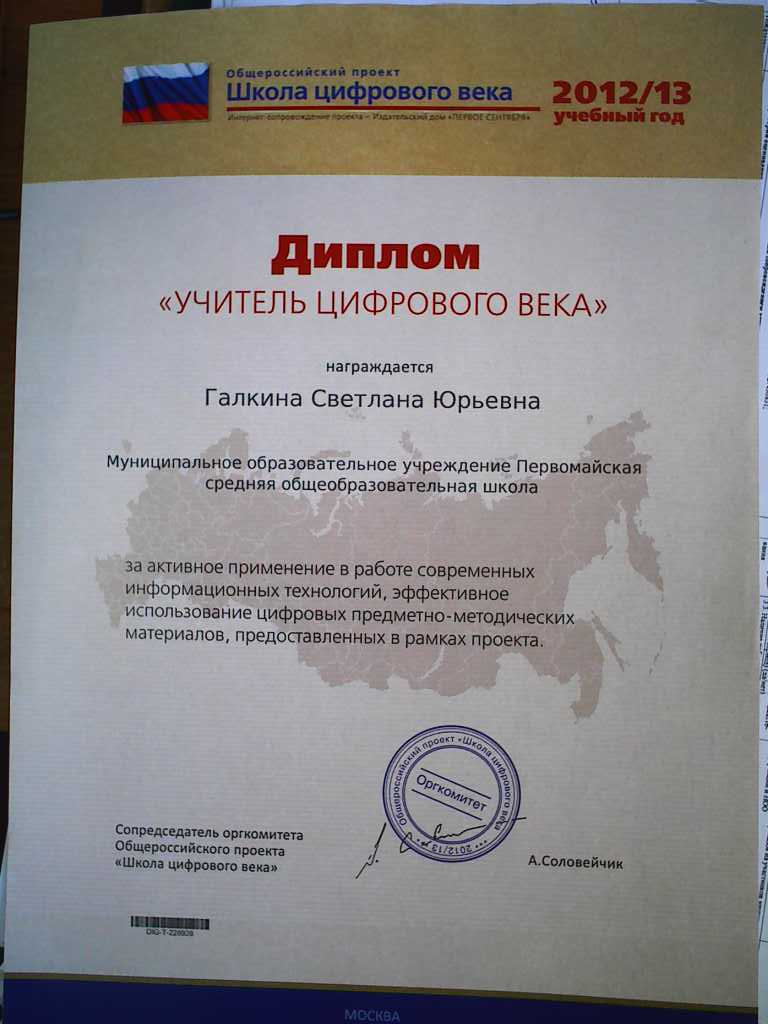 Общероссийский проект
Школа цифрового века
Интернет-сопровождение проекта – Издательский дом «ПЕРВОЕ СЕНТЯБРЯ»
2012/13
учебный год
Диплом
«УЧИТЕЛЬ ЦИФРОВОГО ВЕКА»
награждается
Галкина Светлана Юрьевна
Муниципальное образовательное учреждение Первомайская
средняя общеобразовательная школа
за активное применение в работе современных
информационных технологий, эффективное
использование цифровых предметно-методических
материалов, предоставленных в рамках проекта.
Общероссийский проект «Школа цифрового века
Оргкомитет
*** 2012/13 ***
Сопредседатель оргкомитета
Общероссийского проекта
«Школа цифрового века»
А.Соловейчик
МОСКВА